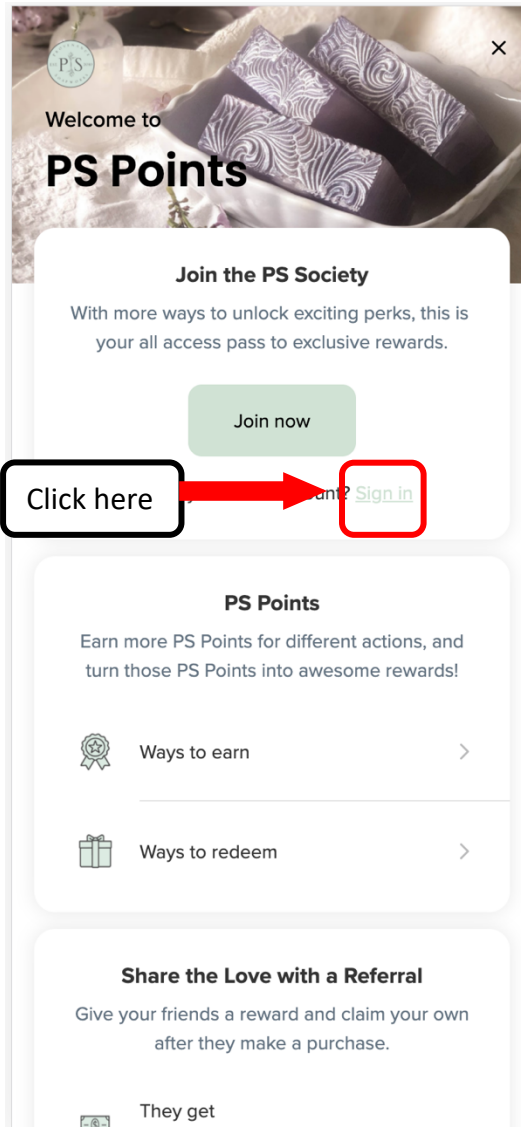 P S
Welcome to
PS Points
Join the PS Society
With more ways to unlock exciting perks, this is
your all access pass to exclusive rewards.
Join now
Click here
Sign in
PS Points
Earn more PS Points for different actions, and
turn those PS Points into awesome rewards!
Ways to earn
Ways to redeem
Share the Love with a Referral
Give your friends a reward and claim your own
after they make a purchase.
They get